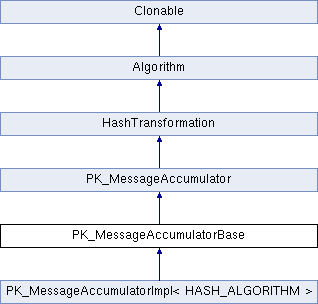 Clonable
Algorithm
HashTransformation
PK_MessageAccumulator
PK_MessageAccumulatorBase
PK_MessageAccumulatorImpl< HASH_ALGORITHM >